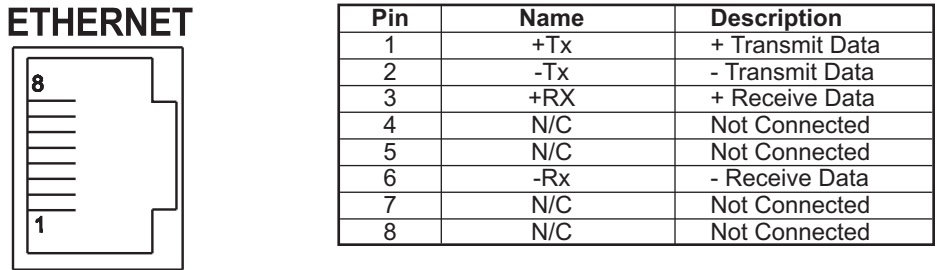 ETHERNET
8
1
Pin Name Description
1 +Tx + Transmit Data
2 -Tx - Transmit Data
3 +RX + Receive Data
4 N/C Not Connected
5 N/C Not Connected
6 -Rx - Receive Data
7 N/C Not Connected
8 N/C Not Connected